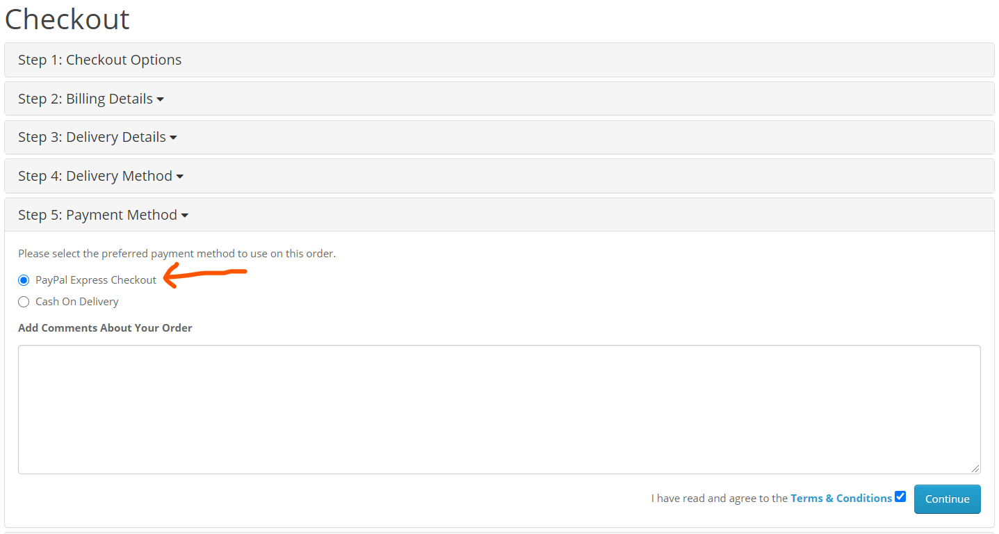 Checkout
Step 1: Checkout Options
Step 2: Billing Details
Step 3: Delivery Details
Step 4: Delivery Method
Step 5: Payment Method
Please select the preferred payment method to use on this order.
PayPal Express Checkout
Cash On Delivery
Add Comments About Your Order
I have read and agree to the Terms & Conditions
Continue